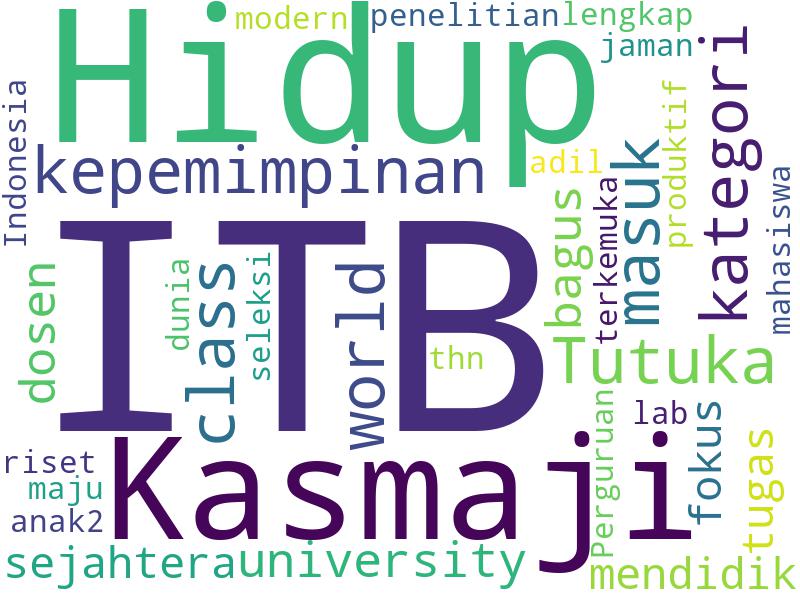 modern
penelitian
lengkap
Hidup
jaman
kategori
Indonesia
kepemimpinan
adil
produktif
masuk
terkemuka
mahasiswa
bagus
ITB
dosen
dunia
class
seleksi
world
thn
Tutuka
Kasmaji
Perguruan
lab
fokus
tugas
riset
maju
anak2
sejahtera
university
mendidik